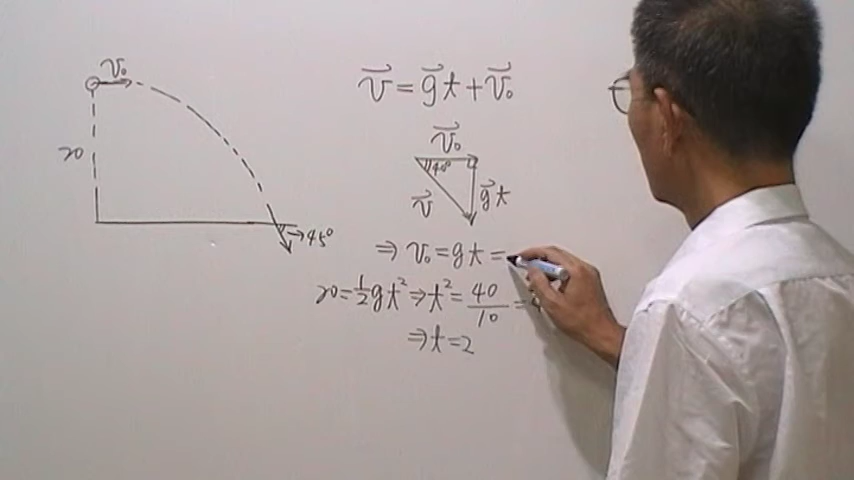 v₀
20
45°
v⃗ = g⃗t + v⃗₀
v⃗₀
45°
v⃗
g⃗t
⇒ v₀ = gt =
20 = ½gt² ⇒ t² = 40/10 =
⇒ t = 2